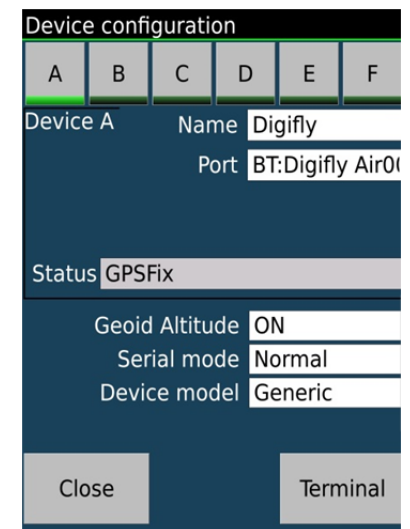 Device configuration
A B C D E F
Device A Name Digifly
Port BT:Digifly Air00
Status GPSFix
Geoid Altitude ON
Serial mode Normal
Device model Generic
Close Terminal